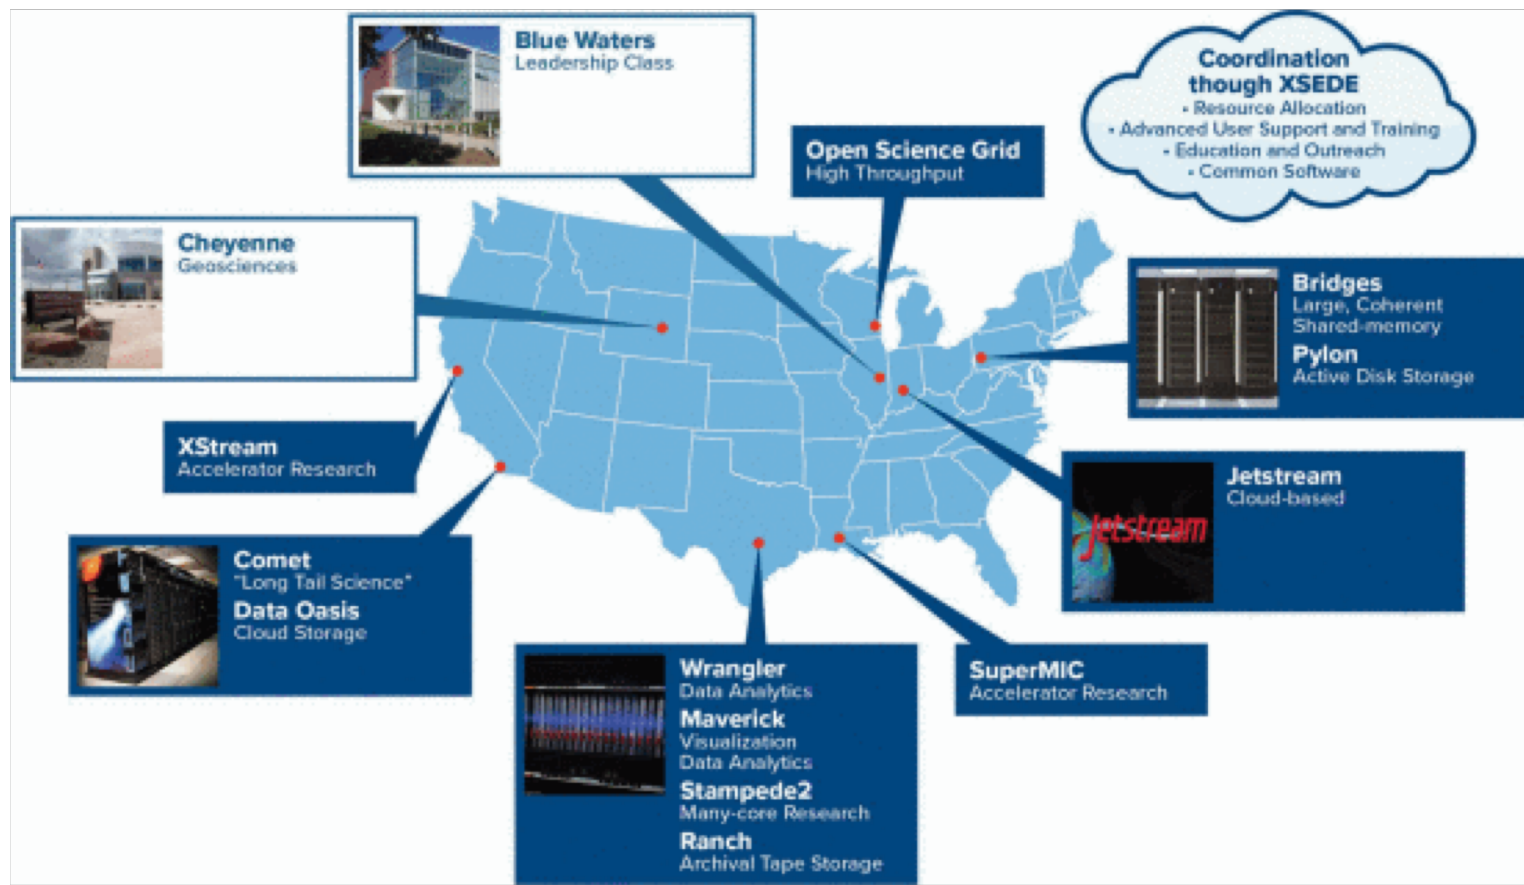 Blue Waters
Leadership Class
Coordination
though XSEDE
• Resource Allocation
• Advanced User Support and Training
• Education and Outreach
• Common Software
Open Science Grid
High Throughput
Cheyenne
Geosciences
Bridges
Large, Coherent
Shared-memory
Pylon
Active Disk Storage
XStream
Accelerator Research
Jetstream
Cloud-based
Jetstream
Comet
"Long Tail Science"
Data Oasis
Cloud Storage
Wrangler
Data Analytics
Maverick
Visualization
Data Analytics
Stampede2
Many-core Research
Ranch
Archival Tape Storage
SuperMIC
Accelerator Research